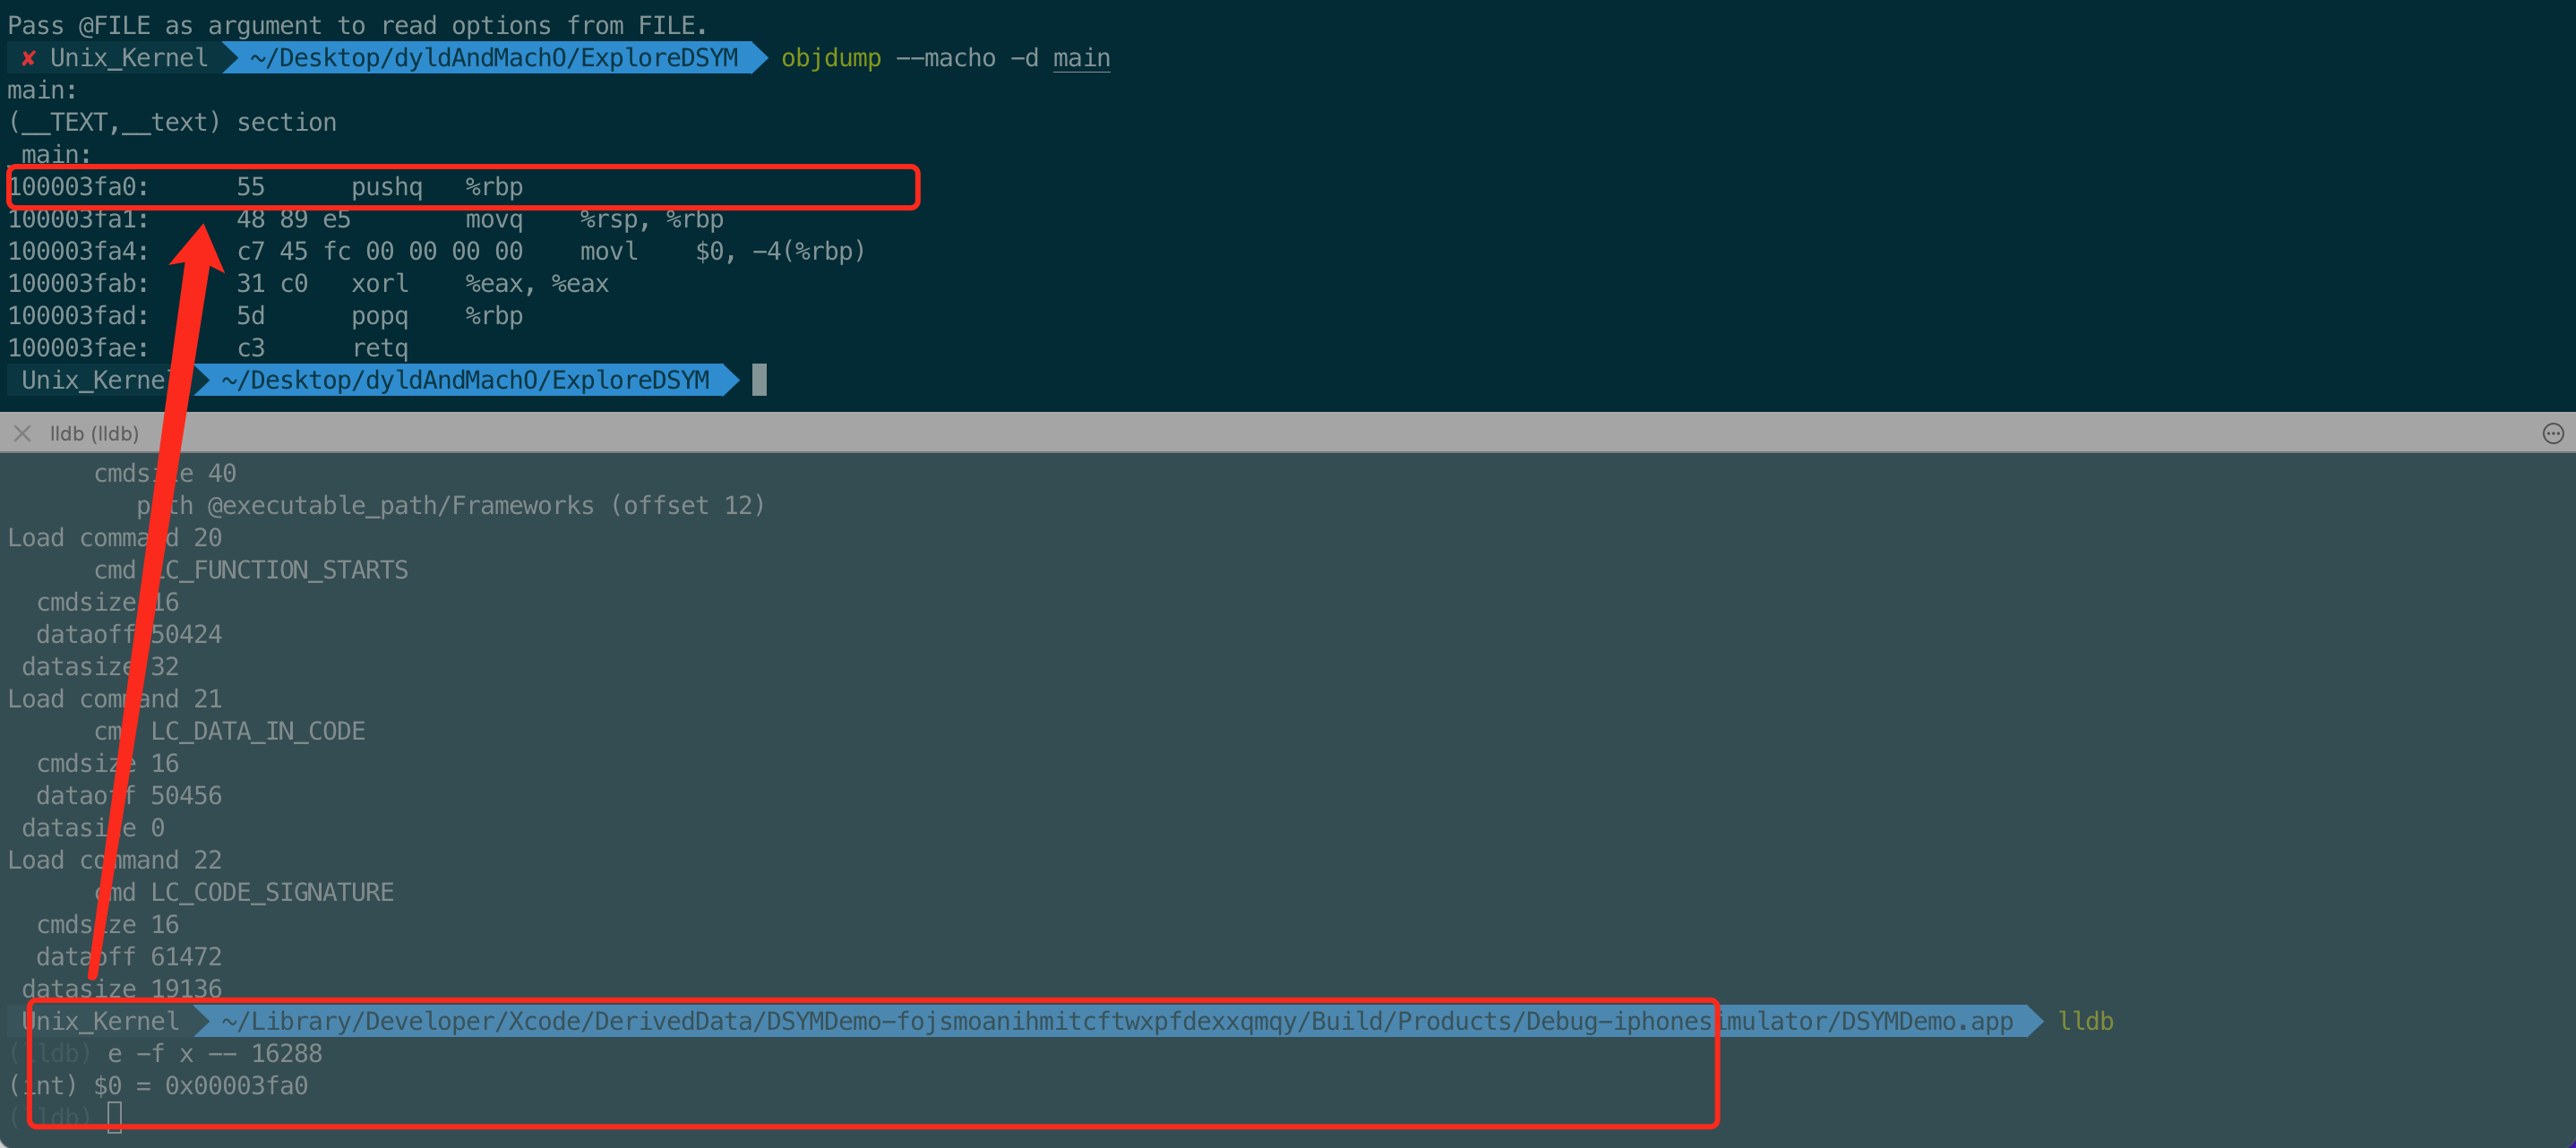 Pass @FILE as argument to read options from FILE.
✘ Unix_Kernel ~/Desktop/dyldAndMachO/ExploreDSYM objdump --macho -d main
main:
(__TEXT,__text) section
_main:
100003fa0: 55 pushq %rbp
100003fa1: 48 89 e5 movq %rsp, %rbp
100003fa4: c7 45 fc 00 00 00 00 movl $0, -4(%rbp)
100003fab: 31 c0 xorl %eax, %eax
100003fad: 5d popq %rbp
100003fae: c3 retq
Unix_Kernel ~/Desktop/dyldAndMachO/ExploreDSYM
lldb (lldb)
cmdsize 40
path @executable_path/Frameworks (offset 12)
Load command 20
cmd LC_FUNCTION_STARTS
cmdsize 16
dataoff 50424
datasize 32
Load command 21
cmd LC_DATA_IN_CODE
cmdsize 16
dataoff 50456
datasize 0
Load command 22
cmd LC_CODE_SIGNATURE
cmdsize 16
dataoff 61472
datasize 19136
Unix_Kernel ~/Library/Developer/Xcode/DerivedData/DSYMDemo-fojsmoanihmitcftwxpfdexxqmqy/Build/Products/Debug-iphonesimulator/DSYMDemo.app lldb
(lldb) e -f x -- 16288
(int) $0 = 0x00003fa0
(lldb)